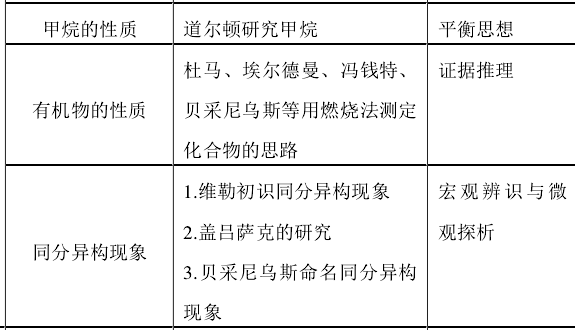 甲烷的性质 道尔顿研究甲烷 平衡思想
有机物的性质
杜马、埃尔德曼、冯钱特、
贝采尼乌斯等用燃烧法测定
化合物的思路
证据推理
同分异构现象
1.维勒初识同分异构现象
2.盖吕萨克的研究
3.贝采尼乌斯命名同分异构
现象
宏观辨识与微
观探析